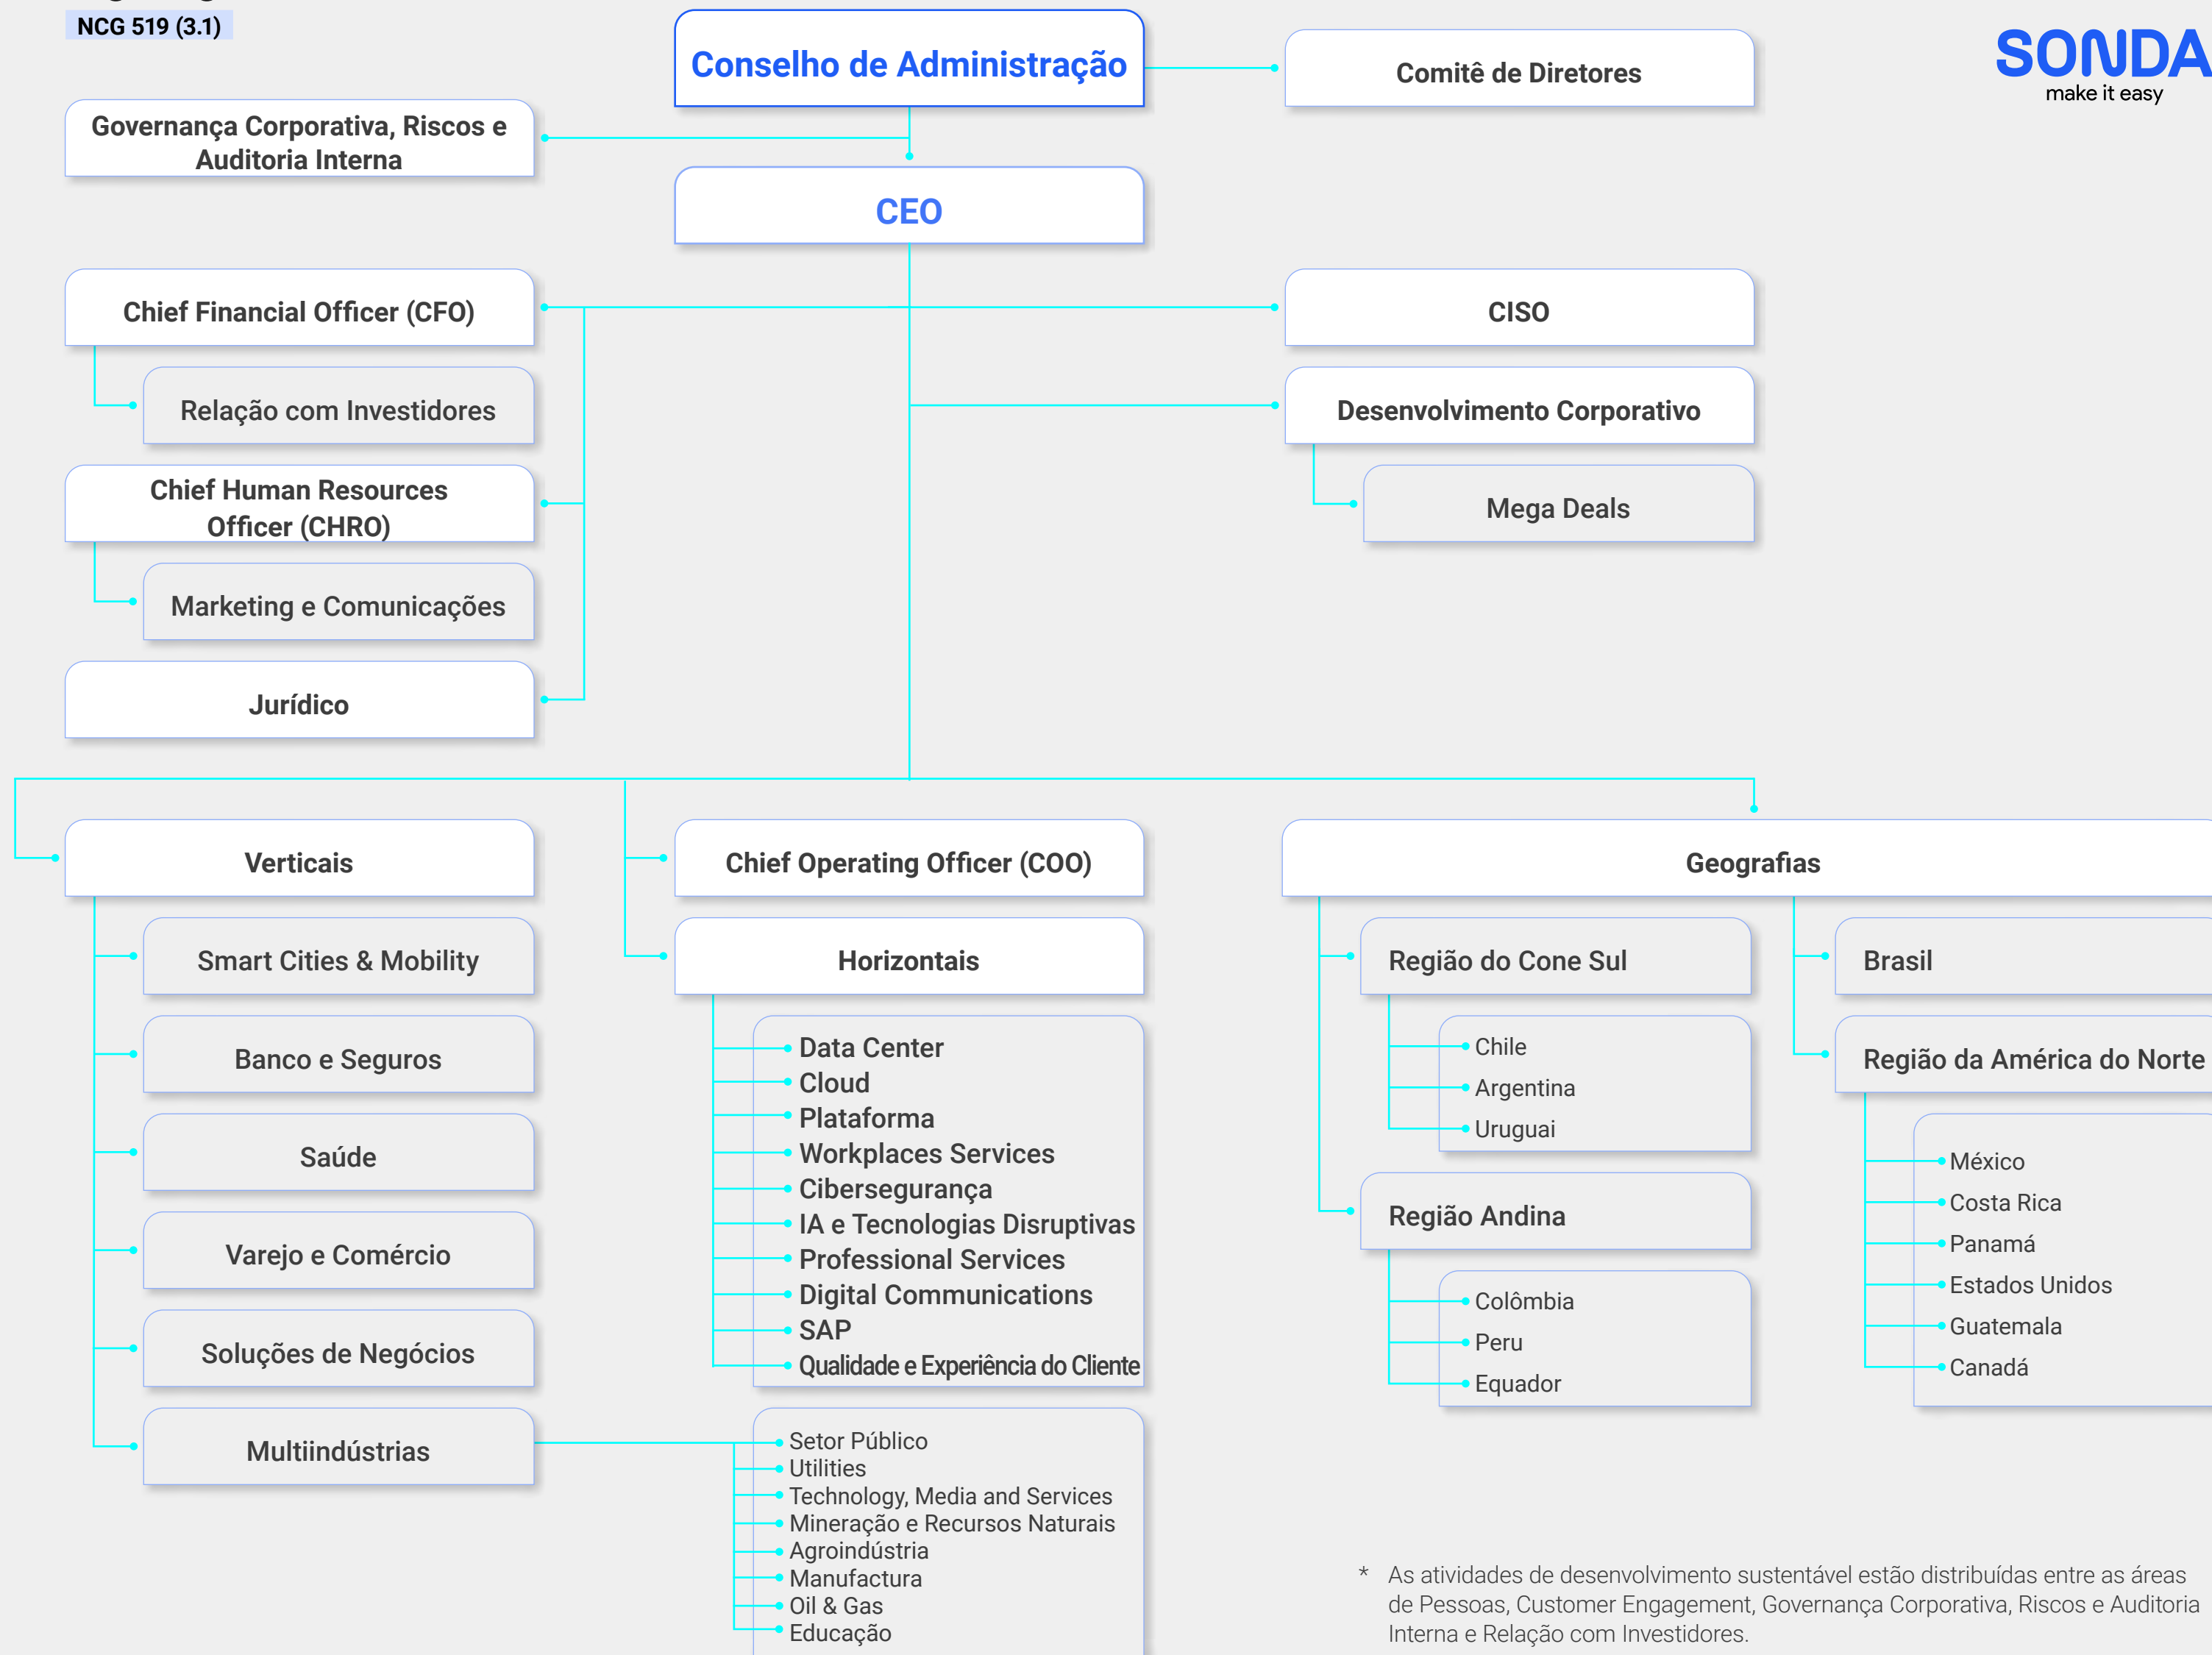 NCG 519 (3.1)
SONDA
make it easy
Conselho de Administração
Comitê de Diretores
Governança Corporativa, Riscos e
Auditoria Interna
CEO
Chief Financial Officer (CFO)
CISO
Relação com Investidores
Desenvolvimento Corporativo
Chief Human Resources
Officer (CHRO)
Mega Deals
Marketing e Comunicações
Jurídico
Verticais
Smart Cities & Mobility
Banco e Seguros
Saúde
Varejo e Comércio
Soluções de Negócios
Multiindústrias
Chief Operating Officer (COO)
Horizontais
Data Center
Cloud
Plataforma
Workplaces Services
Cibersegurança
IA e Tecnologias Disruptivas
Professional Services
Digital Communications
SAP
Qualidade e Experiência do Cliente
Setor Público
Utilities
Technology, Media and Services
Mineração e Recursos Naturais
Agroindústria
Manufactura
Oil & Gas
Educação
Geografias
Região do Cone Sul
Chile
Argentina
Uruguai
Região Andina
Colômbia
Peru
Equador
Brasil
Região da América do Norte
México
Costa Rica
Panamá
Estados Unidos
Guatemala
Canadá
* As atividades de desenvolvimento sustentável estão distribuídas entre as áreas
de Pessoas, Customer Engagement, Governança Corporativa, Riscos e Auditoria
Interna e Relação com Investidores.